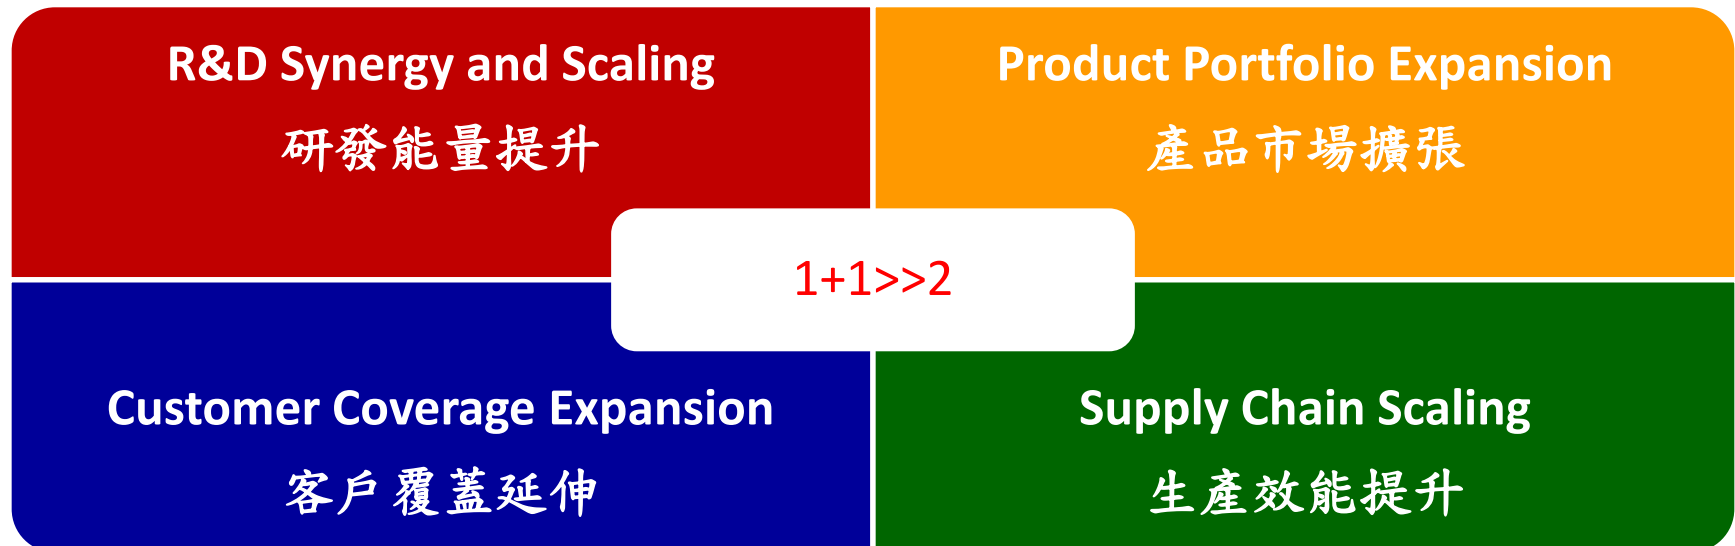 R&D Synergy and Scaling
研發能量提升
Product Portfolio Expansion
產品市場擴張
1+1>>2
Customer Coverage Expansion
客戶覆蓋延伸
Supply Chain Scaling
生產效能提升